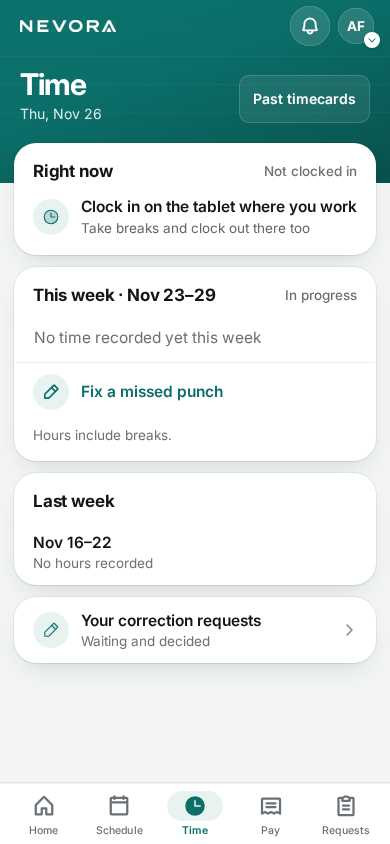 NEVORA
AF
Time
Thu, Nov 26
Past timecards
Right now
Not clocked in
Clock in on the tablet where you work
Take breaks and clock out there too
This week · Nov 23–29
In progress
No time recorded yet this week
Fix a missed punch
Hours include breaks.
Last week
Nov 16–22
No hours recorded
Your correction requests
Waiting and decided
Home
Schedule
Time
Pay
Requests